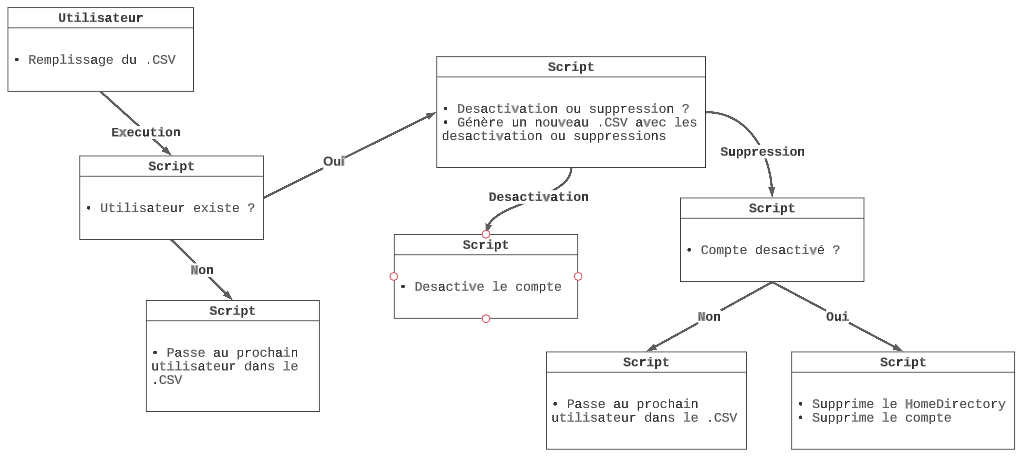 Utilisateur
• Remplissage du .CSV
Execution
Script
• Utilisateur existe ?
Oui
Non
Script
• Passe au prochain
utilisateur dans le
.CSV
Script
• Desactivation ou suppression ?
• Génère un nouveau .CSV avec les
desactivation ou suppressions
Desactivation
Suppression
Script
• Desactive le compte
Script
• Compte desactivé ?
Non
Oui
Script
• Passe au prochain
utilisateur dans le .CSV
Script
• Supprime le HomeDirectory
• Supprime le compte